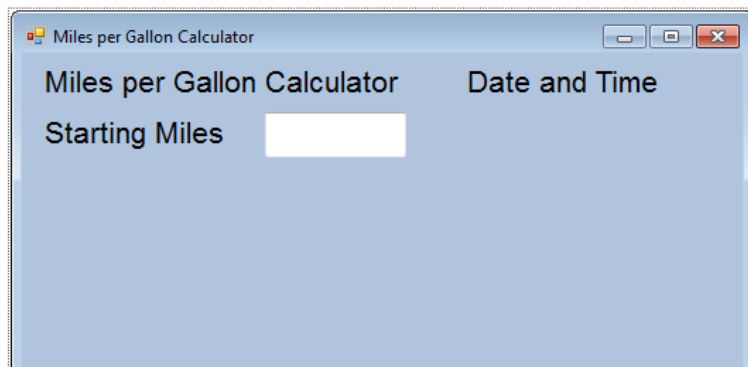 Miles per Gallon Calculator
Miles per Gallon Calculator Date and Time
Starting Miles